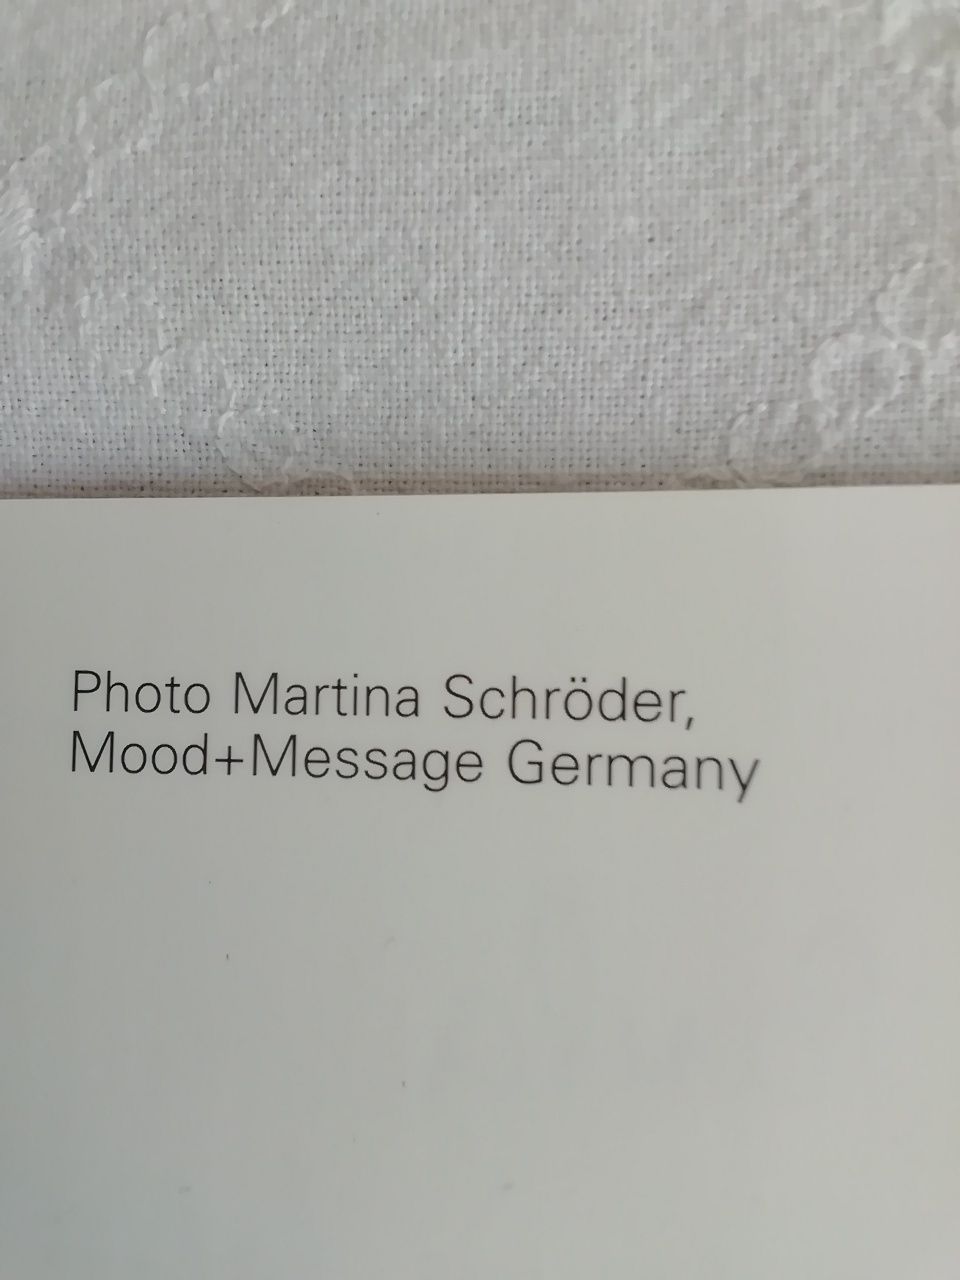 Photo Martina Schröder,
Mood+Message Germany